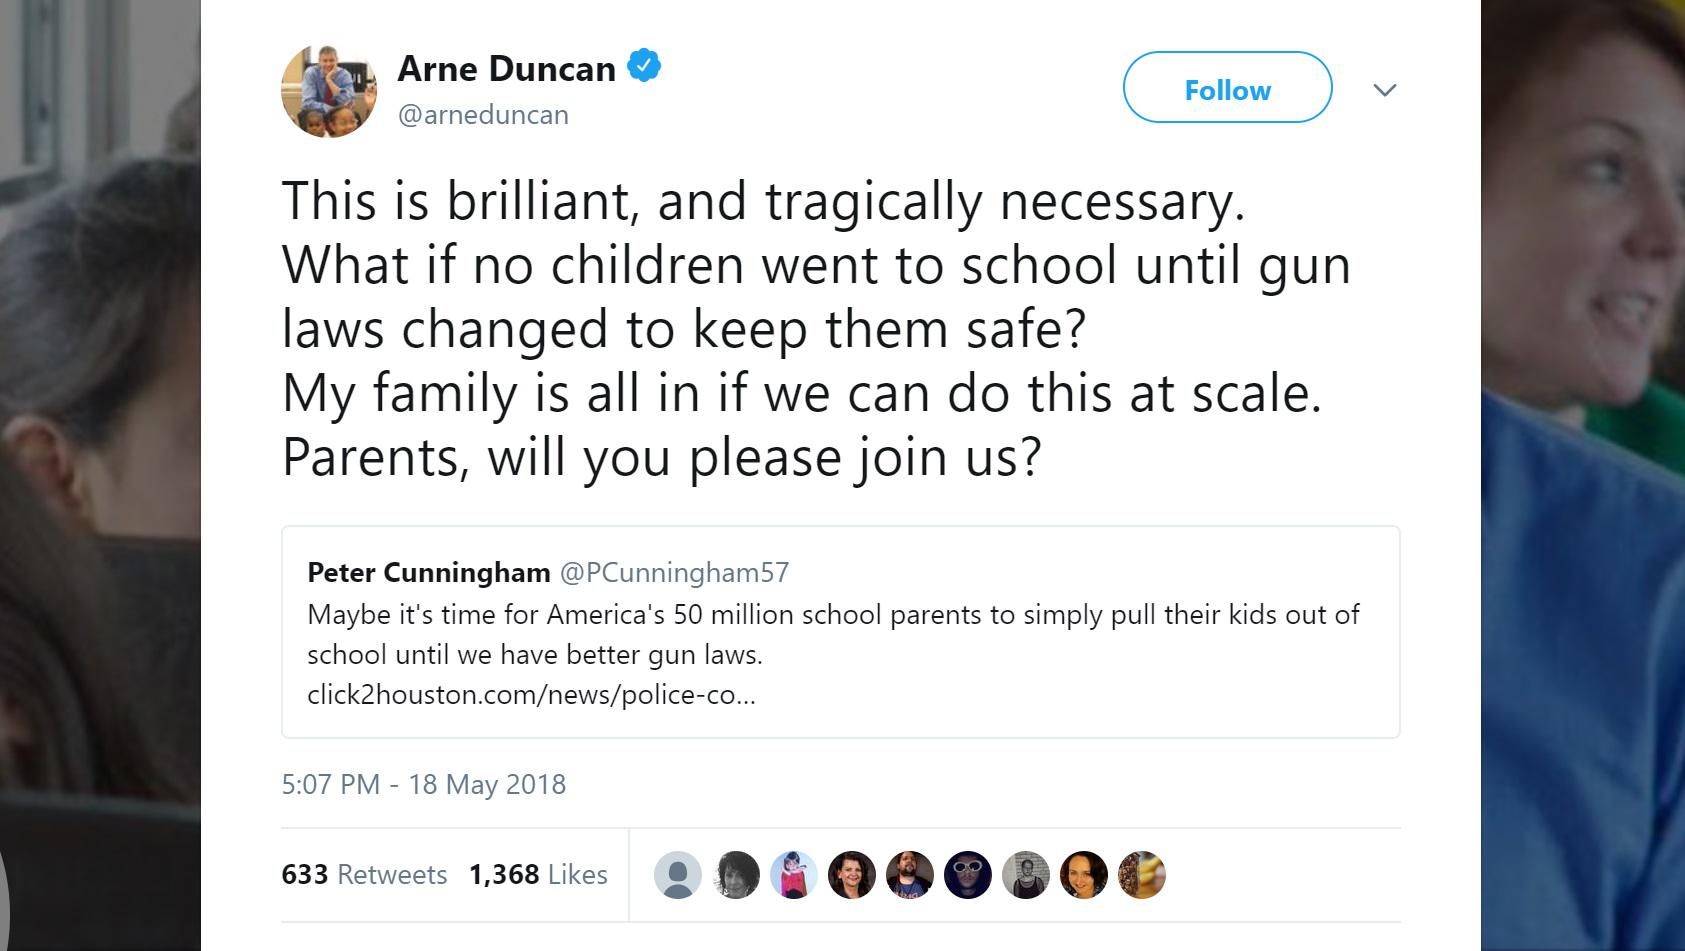 Arne Duncan
@arneduncan
Follow
This is brilliant, and tragically necessary.
What if no children went to school until gun
laws changed to keep them safe?
My family is all in if we can do this at scale.
Parents, will you please join us?
Peter Cunningham @PCunningham57
Maybe it's time for America's 50 million school parents to simply pull their kids out of
school until we have better gun laws.
click2houston.com/news/police-co...
5:07 PM - 18 May 2018
633 Retweets 1,368 Likes